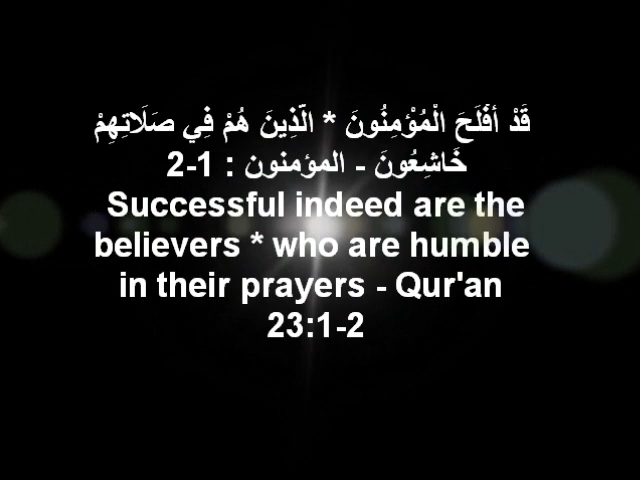 قَدْ أَفْلَحَ الْمُؤْمِنُونَ * الَّذِينَ هُمْ فِي صَلَاتِهِمْ
خَاشِعُونَ - المؤمنون : 1-2
Successful indeed are the
believers * who are humble
in their prayers - Qur'an
23:1-2